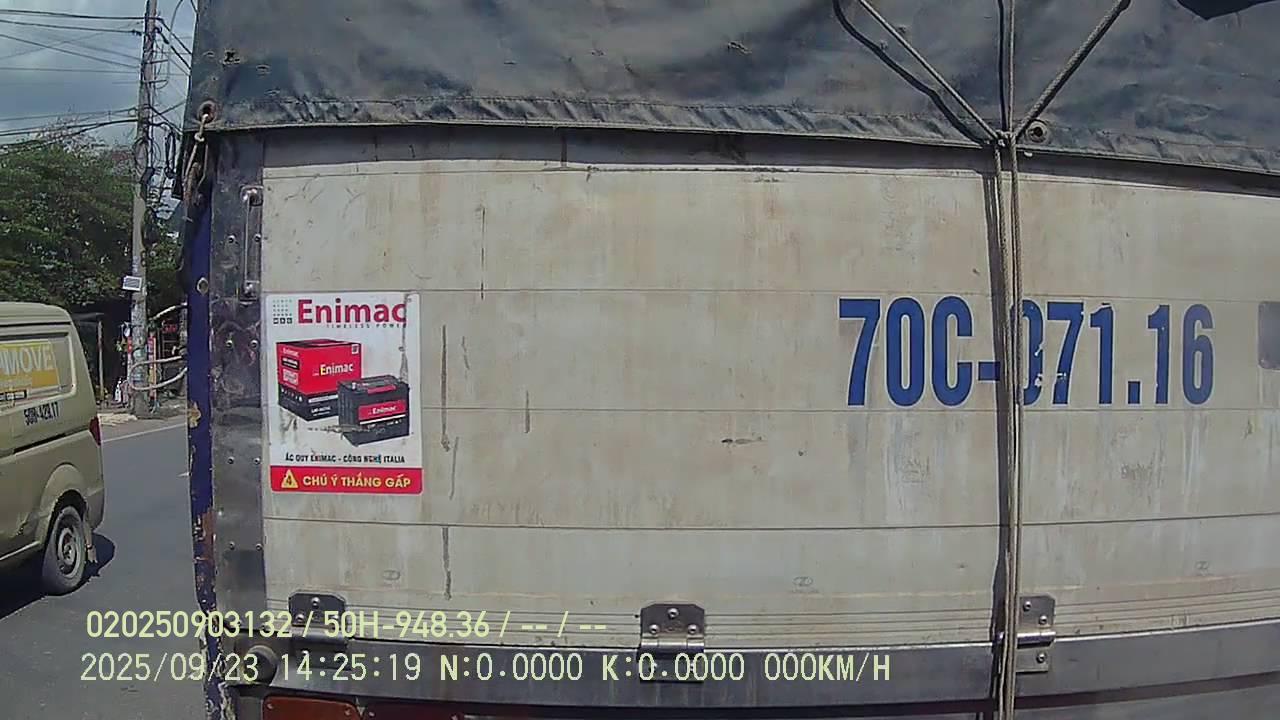 Enimac
TIMELESS POWER
Enimac
Enimac
Enimac
ẮC QUY ENIMAC - CÔNG NGHỆ ITALIA
CHÚ Ý THẮNG GẤP
70C-071.16
MOVE
020250903132 / 50H-948.36 / -- / --
2025/09/23 14:25:19 N:0.0000 K:0.0000 000KM/H